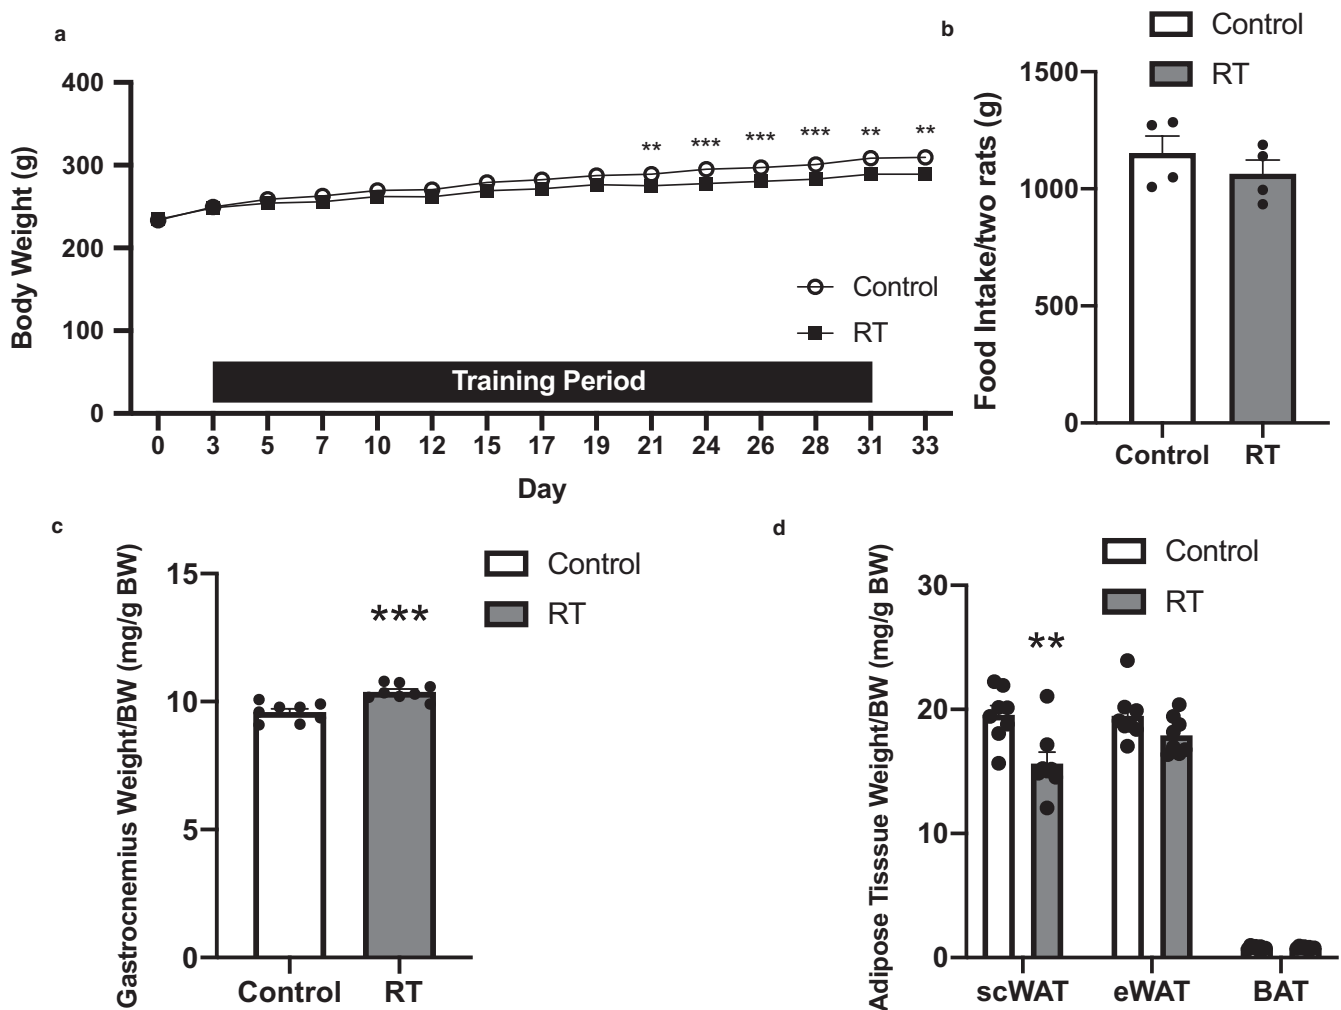 a
400
300
200
100
0
Body Weight (g)
** *** *** *** ** **
Control
RT
Training Period
0 3 5 7 10 12 15 17 19 21 24 26 28 31 33
Day
b
Control
RT
1500
1000
500
0
Food Intake/two rats (g)
Control RT
c
Control
RT
15
10
5
0
Gastrocnemius Weight/BW (mg/g BW)
***
Control RT
d
Control
RT
30
20
10
0
Adipose Tisssue Weight/BW (mg/g BW)
**
scWAT eWAT BAT